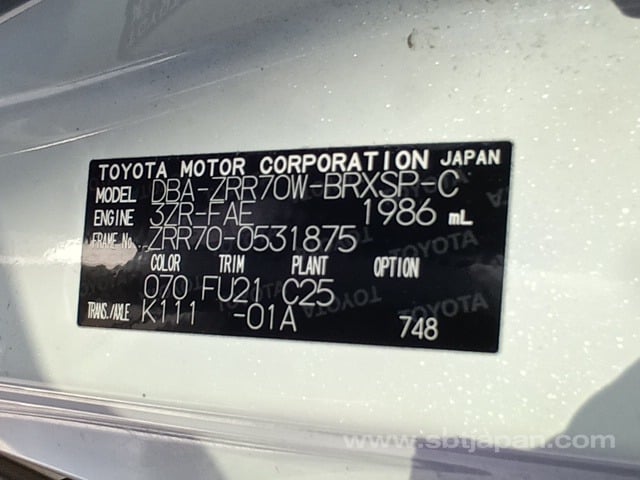 TOYOTA MOTOR CORPORATION JAPAN
MODEL DBA-ZRR70W-BRXSP-C
ENGINE 3ZR-FAE 1986 mL
FRAME No. ZRR70-0531875
COLOR TRIM PLANT OPTION
070 FU21 C25
TRANS./AXLE K111 -01A 748
www.sbtjapan.com